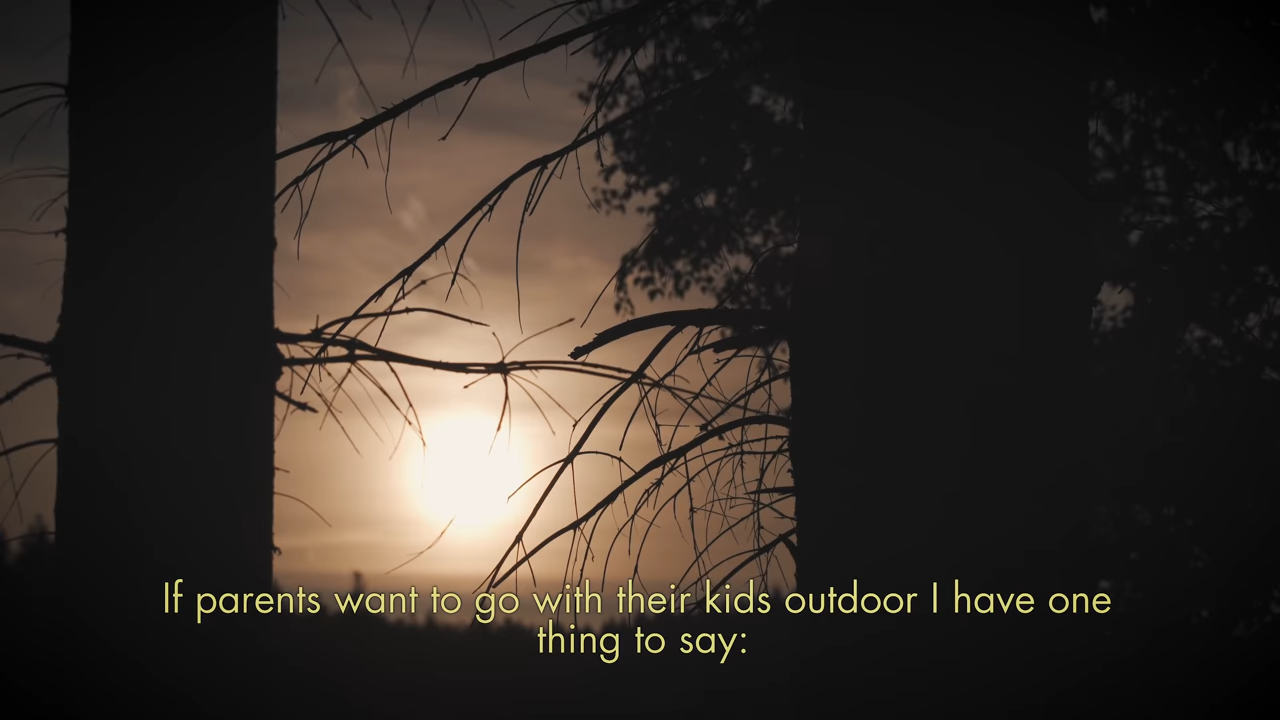 If parents want to go with their kids outdoor I have one
thing to say: